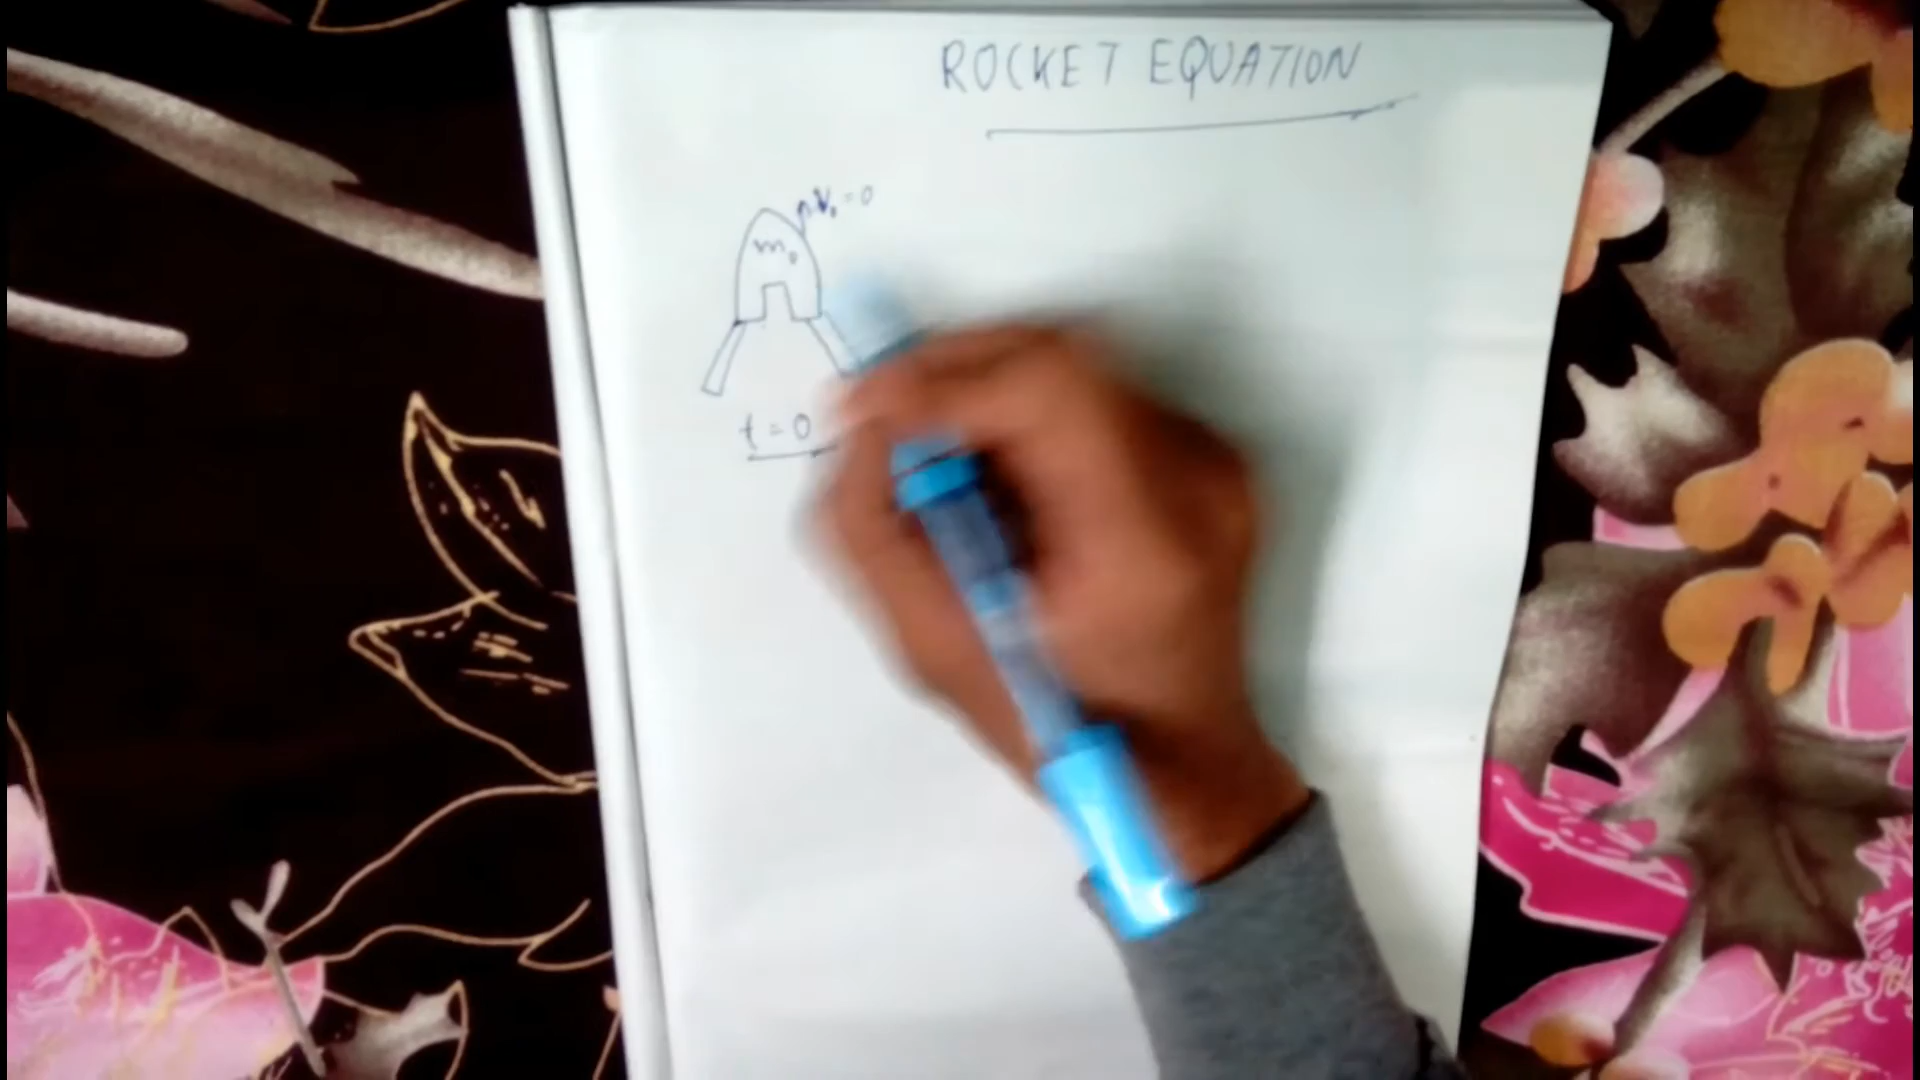 ROCKET EQUATION
V₀ = 0
m₀
t = 0